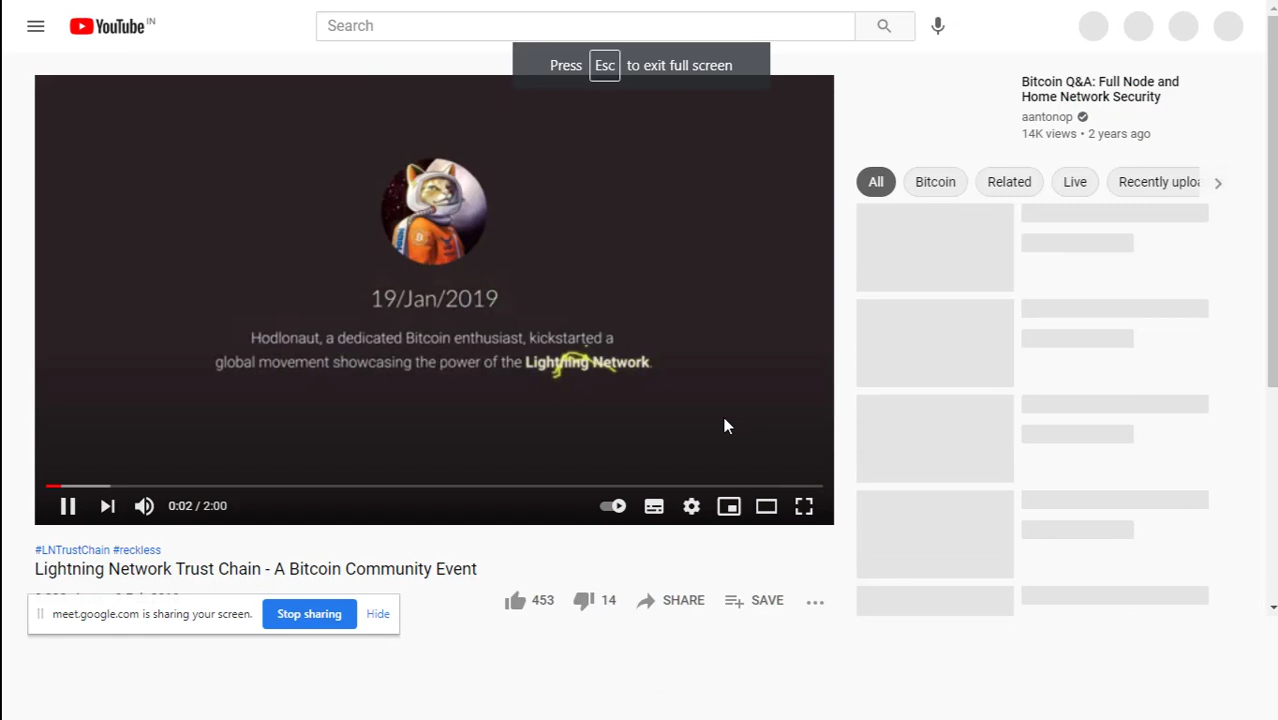 YouTube IN
Search
Press Esc to exit full screen
19/Jan/2019
Hodlonaut, a dedicated Bitcoin enthusiast, kickstarted a
global movement showcasing the power of the Lightning Network.
0:02 / 2:00
#LNTrustChain #reckless
Lightning Network Trust Chain - A Bitcoin Community Event
453
14
SHARE
SAVE
meet.google.com is sharing your screen.
Stop sharing
Hide
Bitcoin Q&A: Full Node and
Home Network Security
aantonop
14K views • 2 years ago
All
Bitcoin
Related
Live
Recently uploa